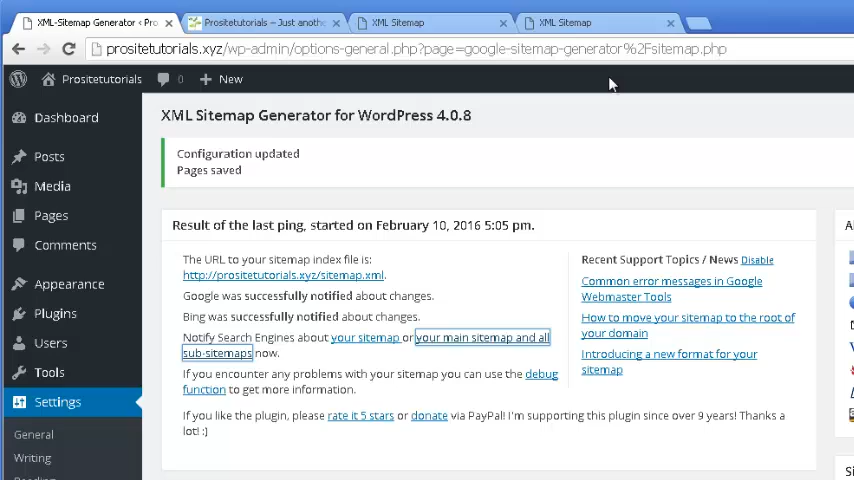 XML-Sitemap Generator ‹ Pro
Prositetutorials – Just anoth
XML Sitemap
XML Sitemap
prositetutorials.xyz/wp-admin/options-general.php?page=google-sitemap-generator%2Fsitemap.php
Prositetutorials
0
+ New
Dashboard
Posts
Media
Pages
Comments
Appearance
Plugins
Users
Tools
Settings
General
Writing
Reading
XML Sitemap Generator for WordPress 4.0.8
Configuration updated
Pages saved
Result of the last ping, started on February 10, 2016 5:05 pm.
The URL to your sitemap index file is:
http://prositetutorials.xyz/sitemap.xml.
Google was successfully notified about changes.
Bing was successfully notified about changes.
Notify Search Engines about your sitemap or your main sitemap and all
sub-sitemaps now.
If you encounter any problems with your sitemap you can use the debug
function to get more information.
If you like the plugin, please rate it 5 stars or donate via PayPal! I'm supporting this plugin since over 9 years! Thanks a
lot! :)
Recent Support Topics / News Disable
Common error messages in Google
Webmaster Tools
How to move your sitemap to the root of
your domain
Introducing a new format for your
sitemap